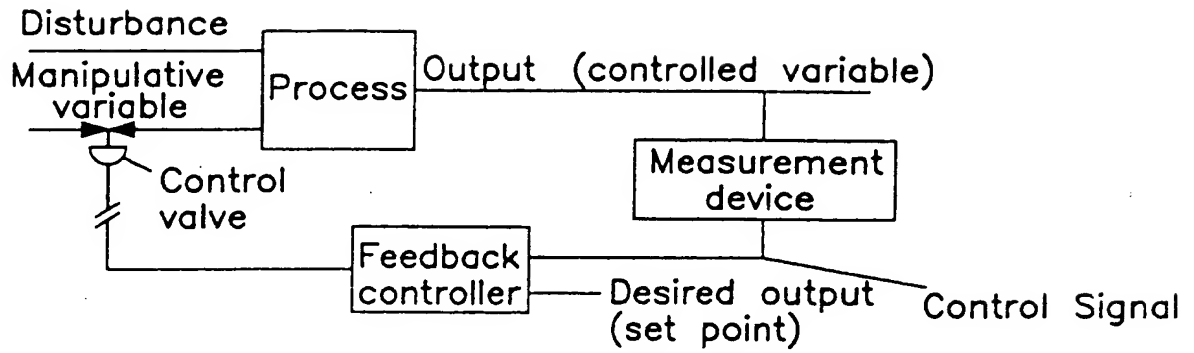 Disturbance
Manipulative
variable
Process
Output (controlled variable)
Measurement
device
Control
valve
Feedback
controller
Desired output
(set point)
Control Signal